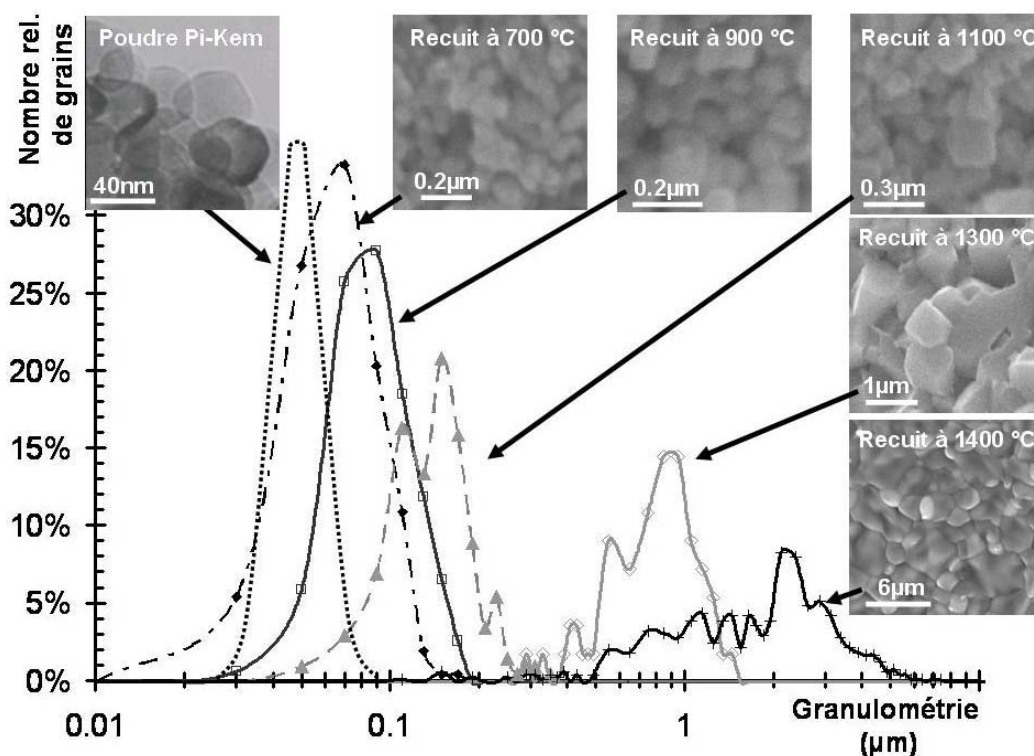 Nombre rel.
de grains
Poudre Pi-Kem
40nm
Recuit à 700 °C
0.2µm
Recuit à 900 °C
0.2µm
Recuit à 1100 °C
0.3µm
Recuit à 1300 °C
1µm
Recuit à 1400 °C
6µm
30%
25%
20%
15%
10%
5%
0%
0.01
0.1
1
Granulométrie
(µm)